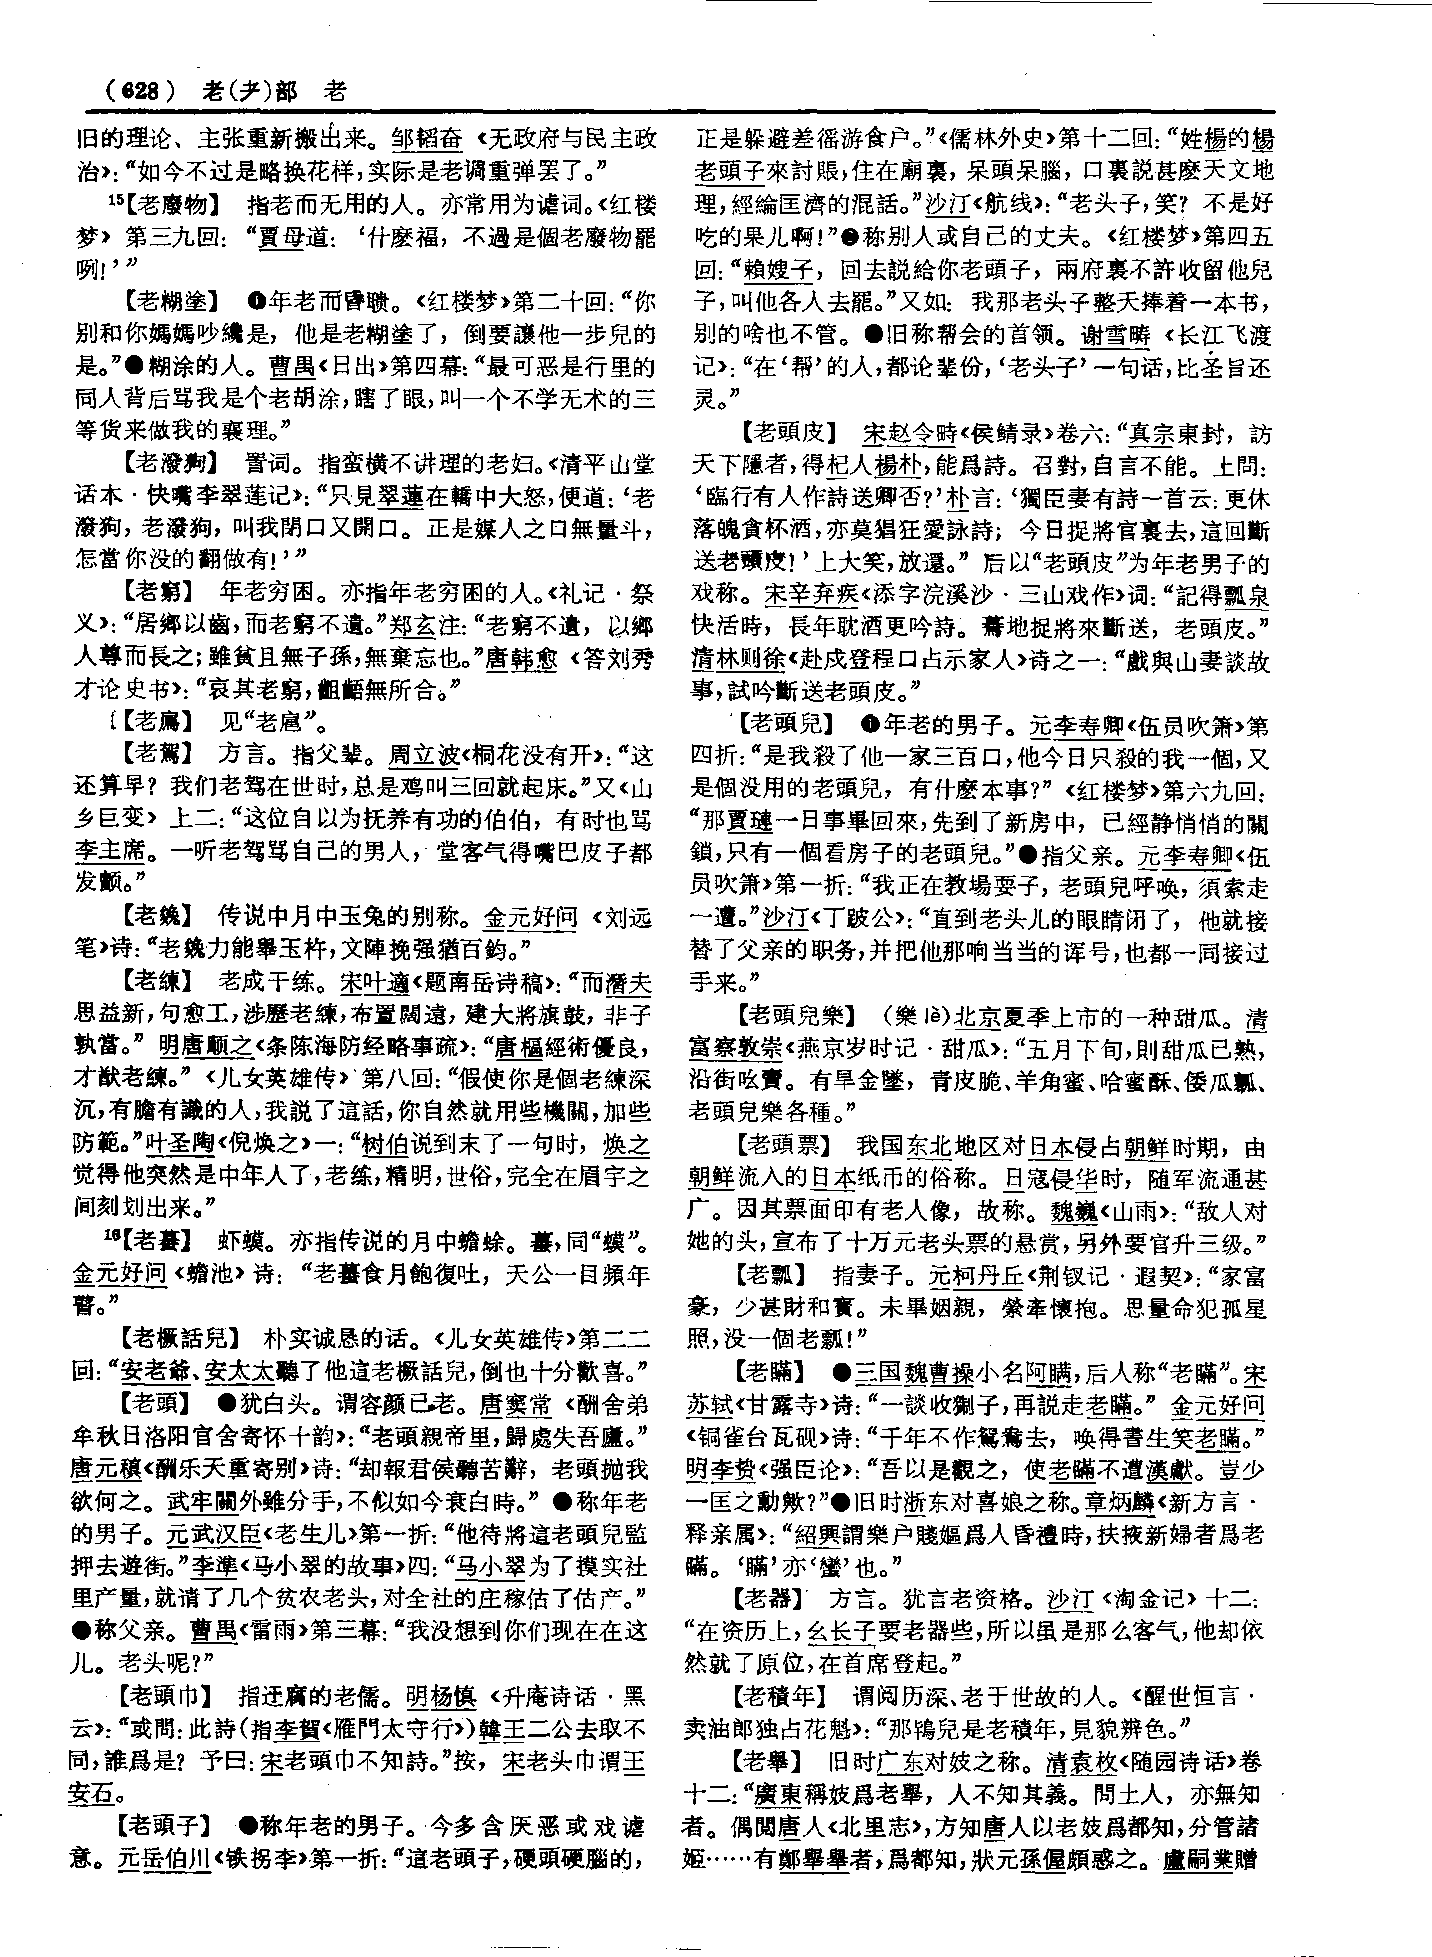 (628) 老(耂)部 老
旧的理论、主张重新搬出来。邹韬奋《无政府与民主政
治》:“如今不过是略换花样,实际是老调重弹罢了。”
15【老廢物】 指老而无用的人。亦常用为谑词。《红楼
梦》第三九回:“賈母道:‘什麽福,不過是個老廢物罷
咧!’”
【老糊塗】 ❶年老而昏聩。《红楼梦》第二十回:“你
别和你媽媽吵纔是,他是老糊塗了,倒要讓他一步兒的
是。”●糊涂的人。曹禺《日出》第四幕:“最可恶是行里的
同人背后骂我是个老胡涂,瞎了眼,叫一个不学无术的三
等货来做我的襄理。”
【老潑狗】 詈词。指蛮横不讲理的老妇。《清平山堂
话本·快嘴李翠莲记》:“只見翠蓮在轎中大怒,便道:‘老
潑狗,老潑狗,叫我閉口又開口。正是媒人之口無量斗,
怎當你没的翻做有!’”
【老窮】 年老穷困。亦指年老穷困的人。《礼记·祭
义》:“居鄉以齒,而老窮不遺。”郑玄注:“老窮不遺,以鄉
人尊而長之;雖貧且無子孫,無棄忘也。”唐韩愈《答刘秀
才论史书》:“哀其老窮,齟齬無所合。”
【老鳸】 见“老扈”。
【老駕】 方言。指父辈。周立波《桐花没有开》:“这
还算早?我们老驾在世时,总是鸡叫三回就起床。”又《山
乡巨变》上二:“这位自以为抚养有功的伯伯,有时也骂
李主席。一听老驾骂自己的男人,堂客气得嘴巴皮子都
发颤。”
【老㕙】 传说中月中玉兔的别称。金元好问《刘远
笔》诗:“老㕙力能舉玉杵,文陣挽强猶百鈞。”
【老練】 老成干练。宋叶適《题南岳诗稿》:“而潛夫
思益新,句愈工,涉歷老練,布置闊遠,建大將旗鼓,非子
孰當。”明唐顺之《条陈海防经略事疏》:“唐樞經術優良,
才猷老練。”《儿女英雄传》第八回:“假使你是個老練深
沉,有膽有識的人,我説了這話,你自然就用些機關,加些
防範。”叶圣陶《倪焕之》一:“树伯说到末了一句时,焕之
觉得他突然是中年人了,老练,精明,世俗,完全在眉宇之
间刻划出来。”
16【老蟇】 虾蟆。亦指传说的月中蟾蜍。蟇,同“蟆”。
金元好问《蟾池》诗:“老蟇食月飽復吐,天公一目頻年
瞽。”
【老橛話兒】 朴实诚恳的话。《儿女英雄传》第二二
回:“安老爺、安太太聽了他這老橛話兒,倒也十分歡喜。”
【老頭】 ●犹白头。谓容颜已老。唐窦常《酬舍弟
牟秋日洛阳官舍寄怀十韵》:“老頭親帝里,歸處失吾廬。”
唐元稹《酬乐天重寄别》诗:“却報君侯聽苦辭,老頭抛我
欲何之。武牢關外雖分手,不似如今衰白時。”●称年老
的男子。元武汉臣《老生儿》第一折:“他待將這老頭兒監
押去遊街。”李準《马小翠的故事》四:“马小翠为了摸实社
里产量,就请了几个贫农老头,对全社的庄稼估了估产。”
●称父亲。曹禺《雷雨》第三幕:“我没想到你们现在在这
儿。老头呢?”
【老頭巾】 指迂腐的老儒。明杨慎《升庵诗话·黑
云》:“或問:此詩(指李賀《雁門太守行》)韓王二公去取不
同,誰爲是?予曰:宋老頭巾不知詩。”按,宋老头巾谓王
安石。
【老頭子】 ●称年老的男子。今多含厌恶或戏谑
意。元岳伯川《铁拐李》第一折:“這老頭子,硬頭硬腦的,
正是躲避差徭游食户。”《儒林外史》第十二回:“姓楊的楊
老頭子來討賬,住在廟裏,呆頭呆腦,口裏説甚麽天文地
理,經綸匡濟的混話。”沙汀《航线》:“老头子,笑?不是好
吃的果儿啊!”❷称别人或自己的丈夫。《红楼梦》第四五
回:“賴嫂子,回去説給你老頭子,兩府裏不許收留他兒
子,叫他各人去罷。”又如:我那老头子整天捧着一本书,
别的啥也不管。●旧称帮会的首领。谢雪畴《长江飞渡
记》:“在‘帮’的人,都论辈份,‘老头子’一句话,比圣旨还
灵。”
【老頭皮】 宋赵令時《侯鲭录》卷六:“真宗東封,訪
天下隱者,得杞人楊朴,能爲詩。召對,自言不能。上問:
‘臨行有人作詩送卿否?’朴言:‘獨臣妻有詩一首云:更休
落魄貪杯酒,亦莫猖狂愛詠詩;今日捉將官裏去,這回斷
送老頭皮!’上大笑,放還。”后以“老頭皮”为年老男子的
戏称。宋辛弃疾《添字浣溪沙·三山戏作》词:“記得瓢泉
快活時,長年耽酒更吟詩。驀地捉將來斷送,老頭皮。”
清林则徐《赴戍登程口占示家人》诗之一:“戲與山妻談故
事,試吟斷送老頭皮。”
【老頭兒】 ❶年老的男子。元李寿卿《伍员吹箫》第
四折:“是我殺了他一家三百口,他今日只殺的我一個,又
是個没用的老頭兒,有什麽本事?”《红楼梦》第六九回:
“那賈璉一日事畢回來,先到了新房中,已經静悄悄的關
鎖,只有一個看房子的老頭兒。”●指父亲。元李寿卿《伍
员吹箫》第一折:“我正在教場耍子,老頭兒呼唤,須索走
一遭。”沙汀《丁跛公》:“直到老头儿的眼睛闭了,他就接
替了父亲的职务,并把他那响当当的诨号,也都一同接过
手来。”
【老頭兒樂】 (樂lè)北京夏季上市的一种甜瓜。清
富察敦崇《燕京岁时记·甜瓜》:“五月下旬,則甜瓜已熟,
沿街吆賣。有旱金墜,青皮脆、羊角蜜、哈蜜酥、倭瓜瓤、
老頭兒樂各種。”
【老頭票】 我国东北地区对日本侵占朝鲜时期,由
朝鲜流入的日本纸币的俗称。日寇侵华时,随军流通甚
广。因其票面印有老人像,故称。魏巍《山雨》:“敌人对
她的头,宣布了十万元老头票的悬赏,另外要官升三级。”
【老瓢】 指妻子。元柯丹丘《荆钗记·遐契》:“家富
豪,少甚財和寳。未畢姻親,縈牽懷抱。思量命犯孤星
照,没一個老瓢!”
【老瞞】 ●三国魏曹操小名阿瞒,后人称“老瞞”。宋
苏轼《甘露寺》诗:“一談收猘子,再説走老瞞。”金元好问
《铜雀台瓦砚》诗:“千年不作鴛鴦去,唤得書生笑老瞞。”
明李贽《强臣论》:“吾以是觀之,使老瞞不遭漢獻。豈少
一匡之勳歟?”●旧时浙东对喜娘之称。章炳麟《新方言·
释亲属》:“紹興謂樂户賤嫗爲人昏禮時,扶掖新婦者爲老
瞞。‘瞞’亦‘蠻’也。”
【老器】 方言。犹言老资格。沙汀《淘金记》十二:
“在资历上,幺长子要老器些,所以虽是那么客气,他却依
然就了原位,在首席登起。”
【老積年】 谓阅历深、老于世故的人。《醒世恒言·
卖油郎独占花魁》:“那鴇兒是老積年,見貌辨色。”
【老舉】 旧时广东对妓之称。清袁枚《随园诗话》卷
十二:“廣東稱妓爲老舉,人不知其義。問土人,亦無知
者。偶閲唐人《北里志》,方知唐人以老妓爲都知,分管諸
姬……有鄭舉舉者,爲都知,狀元孫偓頗惑之。盧嗣業贈